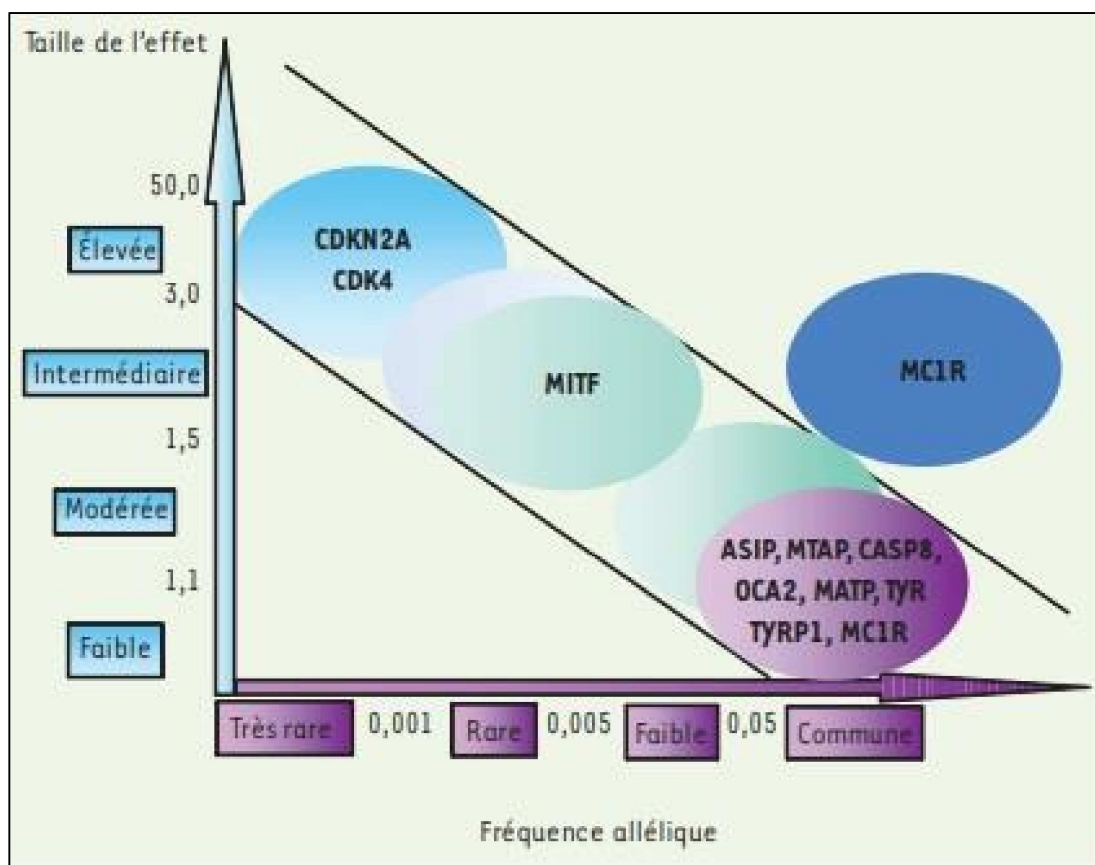 Taille de l'effet
50,0
Élevée
3,0
Intermédiaire
1,5
Modérée
1,1
Faible
CDKN2A
CDK4
MITF
MC1R
ASIP, MTAP, CASP8,
OCA2, MATP, TYR
TYRP1, MC1R
Très rare 0,001 Rare 0,005 Faible 0,05 Commune
Fréquence allélique